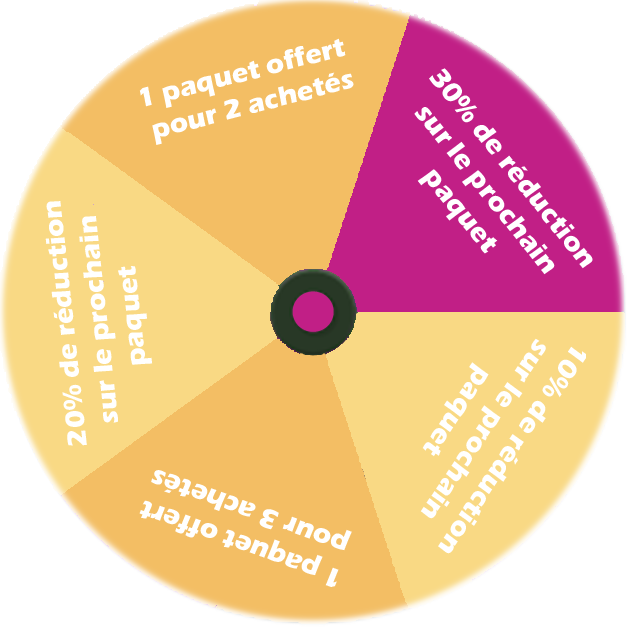 1 paquet offert
pour 2 achetés
30% de réduction
sur le prochain
paquet
10% de réduction
sur le prochain
paquet
1 paquet offert
pour 3 achetés
20% de réduction
sur le prochain
paquet